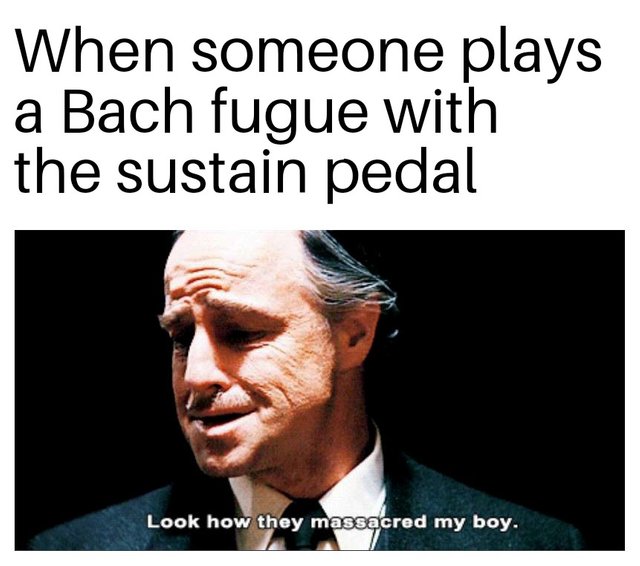 When someone plays
a Bach fugue with
the sustain pedal
Look how they massacred my boy.